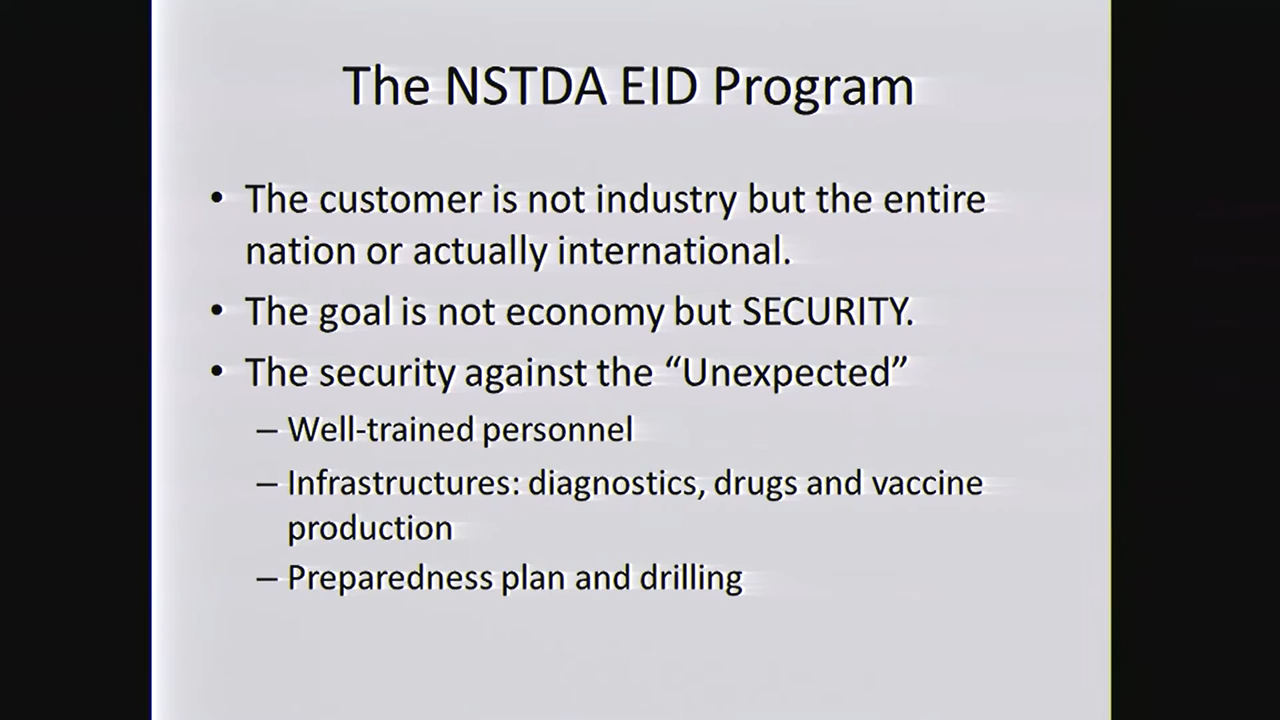 The NSTDA EID Program
• The customer is not industry but the entire
nation or actually international.
• The goal is not economy but SECURITY.
• The security against the “Unexpected”
– Well-trained personnel
– Infrastructures: diagnostics, drugs and vaccine
production
– Preparedness plan and drilling